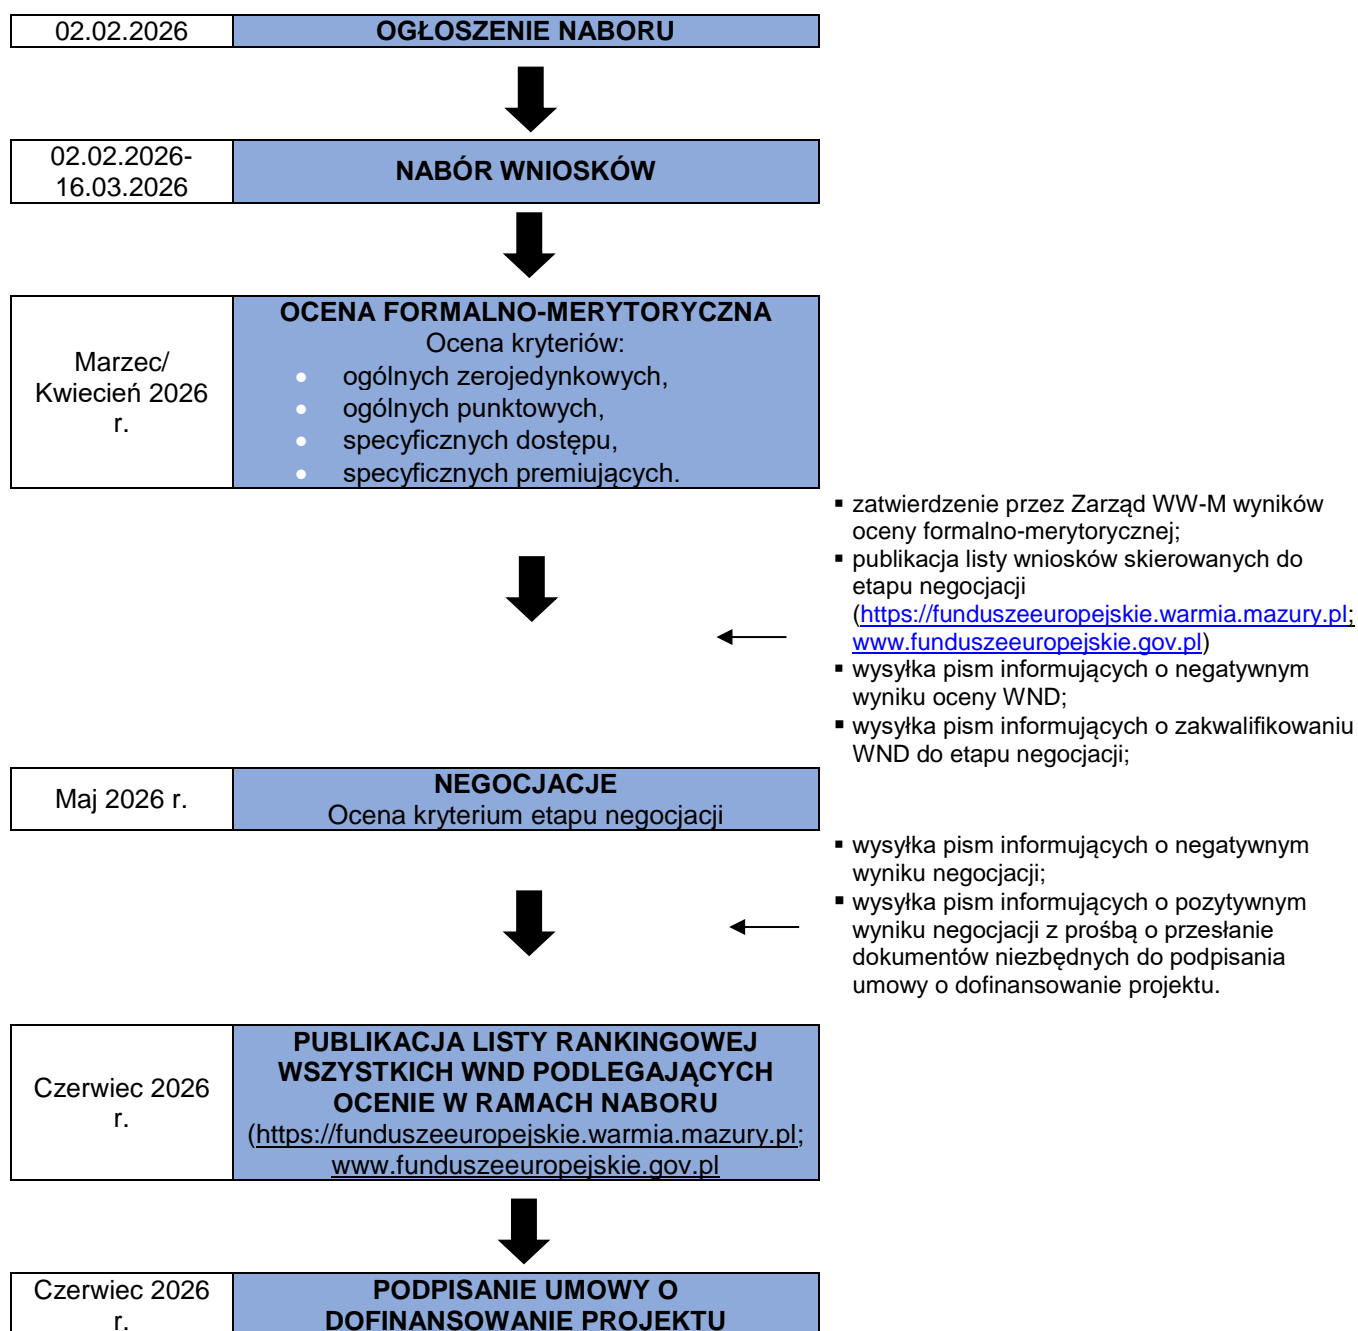 02.02.2026
OGŁOSZENIE NABORU
02.02.2026-
16.03.2026
NABÓR WNIOSKÓW
Marzec/
Kwiecień 2026
r.
OCENA FORMALNO-MERYTORYCZNA
Ocena kryteriów:
• ogólnych zerojedynkowych,
• ogólnych punktowych,
• specyficznych dostępu,
• specyficznych premiujących.
▪ zatwierdzenie przez Zarząd WW-M wyników
oceny formalno-merytorycznej;
▪ publikacja listy wniosków skierowanych do
etapu negocjacji
(https://funduszeeuropejskie.warmia.mazury.pl;
www.funduszeeuropejskie.gov.pl)
▪ wysyłka pism informujących o negatywnym
wyniku oceny WND;
▪ wysyłka pism informujących o zakwalifikowaniu
WND do etapu negocjacji;
Maj 2026 r.
NEGOCJACJE
Ocena kryterium etapu negocjacji
▪ wysyłka pism informujących o negatywnym
wyniku negocjacji;
▪ wysyłka pism informujących o pozytywnym
wyniku negocjacji z prośbą o przesłanie
dokumentów niezbędnych do podpisania
umowy o dofinansowanie projektu.
Czerwiec 2026
r.
PUBLIKACJA LISTY RANKINGOWEJ
WSZYSTKICH WND PODLEGAJĄCYCH
OCENIE W RAMACH NABORU
(https://funduszeeuropejskie.warmia.mazury.pl;
www.funduszeeuropejskie.gov.pl
Czerwiec 2026
r.
PODPISANIE UMOWY O
DOFINANSOWANIE PROJEKTU